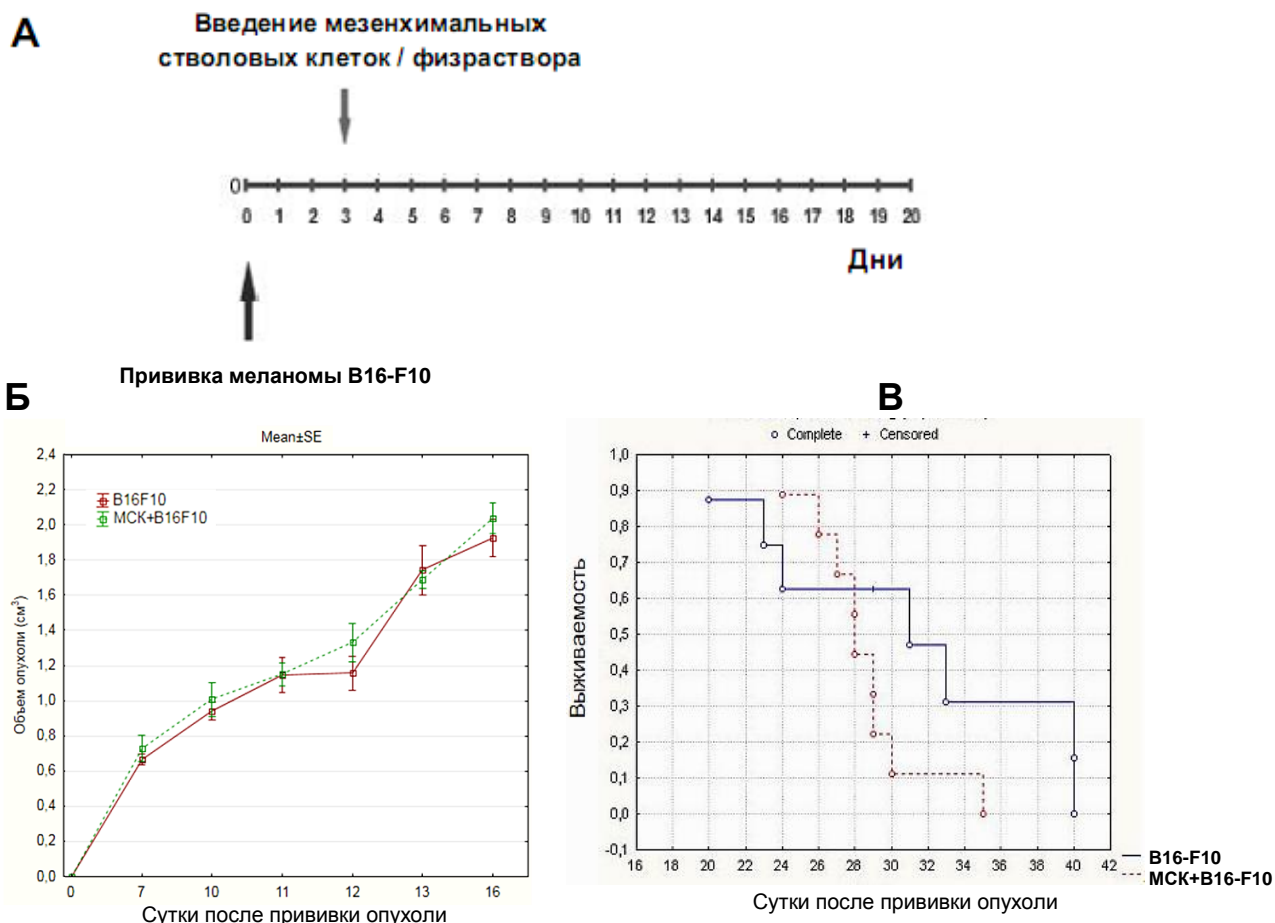 А
Введение мезенхимальных
стволовых клеток / физраствора
0
0 1 2 3 4 5 6 7 8 9 10 11 12 13 14 15 16 17 18 19 20
Дни
Прививка меланомы B16-F10
Б
Mean±SE
2,4
2,2
2,0
1,8
1,6
1,4
1,2
1,0
0,8
0,6
0,4
0,2
0,0
Объем опухоли (см³)
B16F10
МСК+B16F10
0 7 10 11 12 13 16
Сутки после прививки опухоли
В
Complete Censored
1,0
0,9
0,8
0,7
0,6
0,5
0,4
0,3
0,2
0,1
0,0
-0,1
Выживаемость
16 18 20 22 24 26 28 30 32 34 36 38 40 42
B16-F10
МСК+B16-F10
Сутки после прививки опухоли